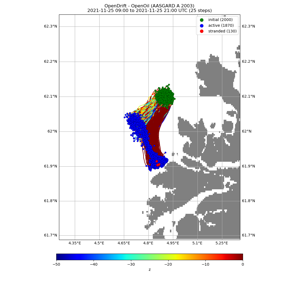 OpenDrift - OpenOil (AASGARD A 2003)
2021-11-25 09:00 to 2021-11-25 21:00 UTC (25 steps)
initial (2000)
active (1870)
stranded (130)
62.3°N
62.3°N
62.2°N
62.2°N
62.1°N
62.1°N
62°N
62°N
61.9°N
61.9°N
61.8°N
61.8°N
61.7°N
61.7°N
4.35°E
4.5°E
4.65°E
4.8°E
4.95°E
5.1°E
5.25°E
−50
−40
−30
−20
−10
0
z